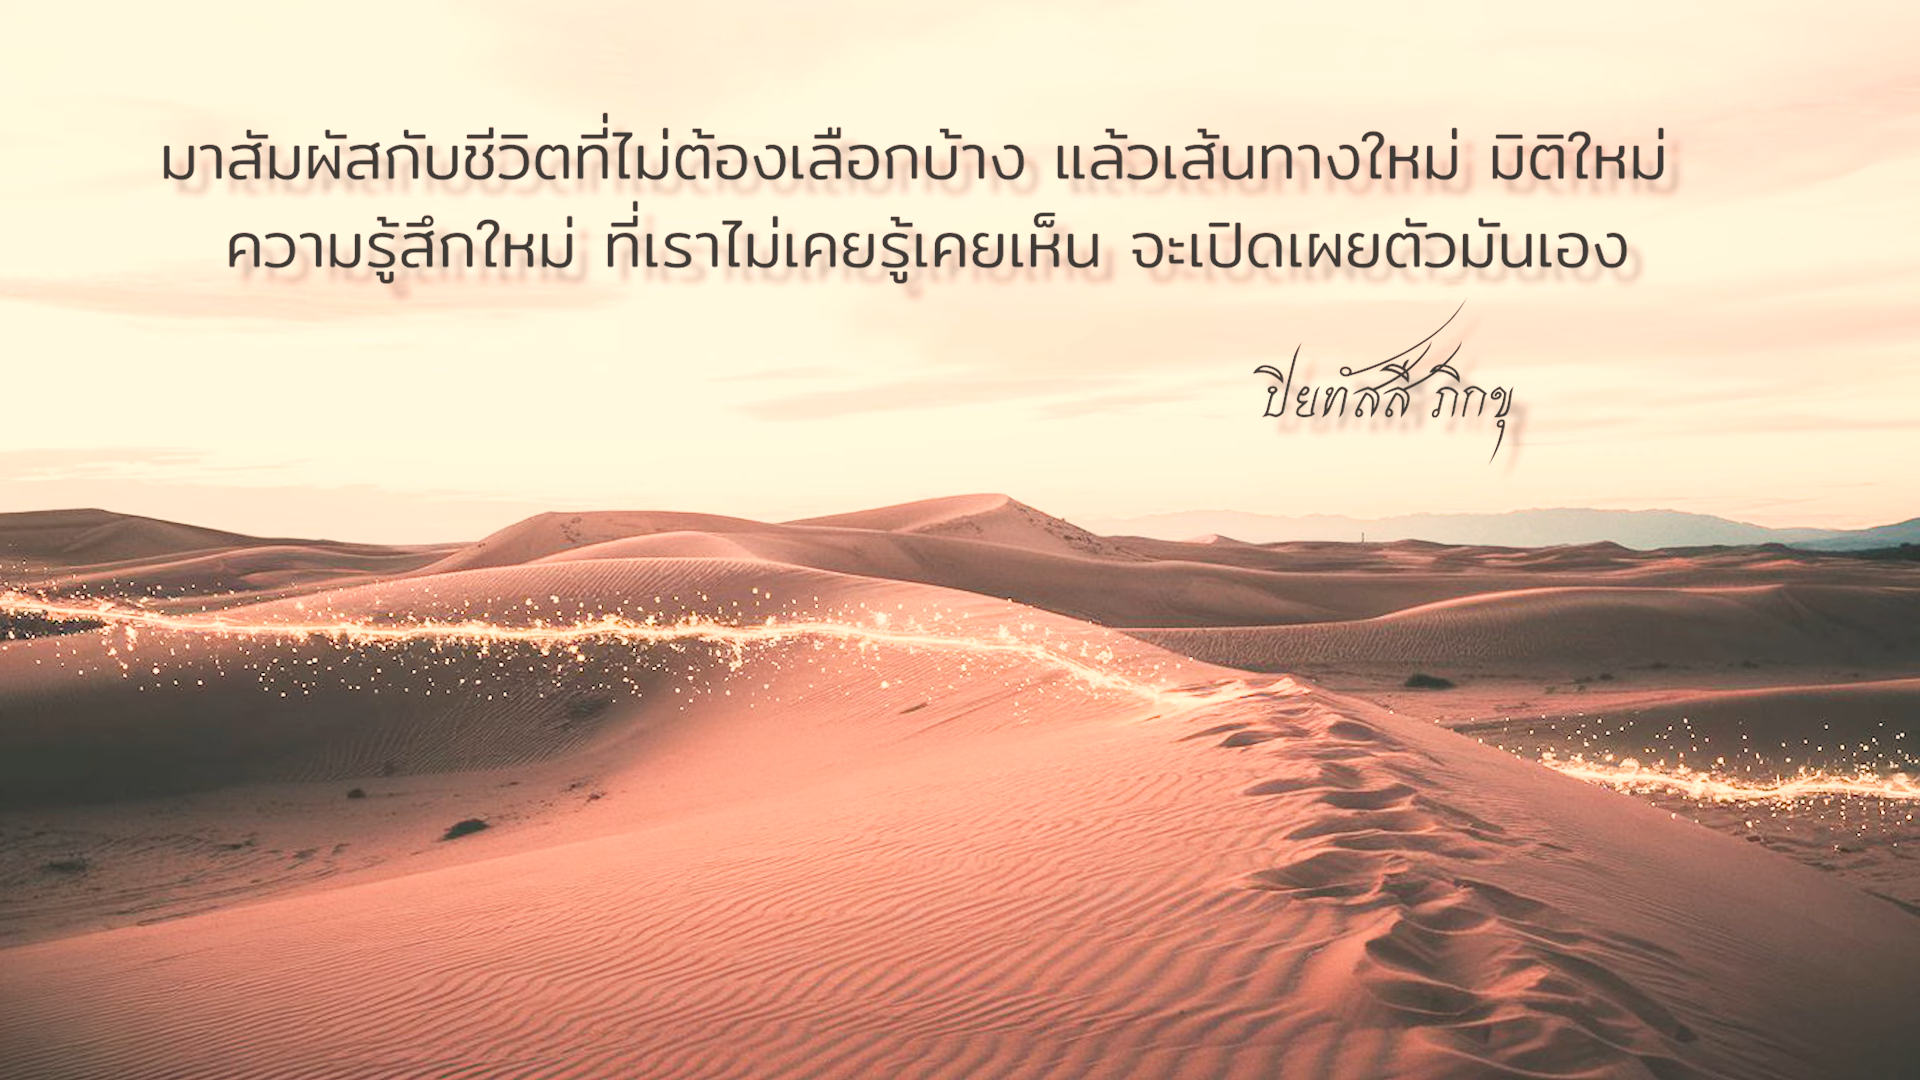 มาสัมผัสกับชีวิตที่ไม่ต้องเลือกบ้าง แล้วเส้นทางใหม่ มิติใหม่
ความรู้สึกใหม่ ที่เราไม่เคยรู้เคยเห็น จะเปิดเผยตัวมันเอง
ปิยทัสสี ภิกขุ